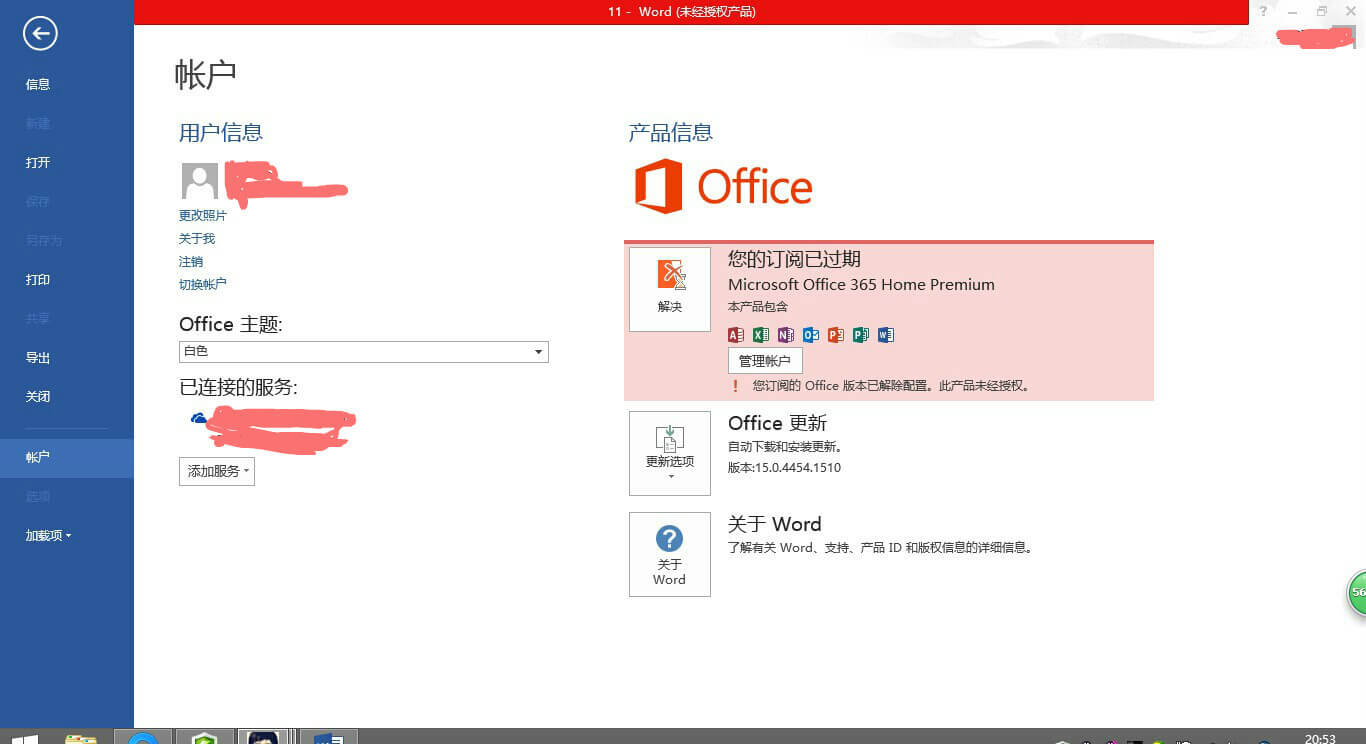 11 - Word (未经授权产品)
信息
新建
打开
保存
另存为
打印
共享
导出
关闭
帐户
选项
加载项
帐户
用户信息
更改照片
关于我
注销
切换帐户
Office 主题:
白色
已连接的服务:
添加服务
产品信息
Office
解决
您的订阅已过期
Microsoft Office 365 Home Premium
本产品包含
管理帐户
! 您订阅的 Office 版本已解除配置。此产品未经授权。
更新选项
Office 更新
自动下载和安装更新。
版本:15.0.4454.1510
关于
Word
关于 Word
了解有关 Word、支持、产品 ID 和版权信息的详细信息。
56
20:53